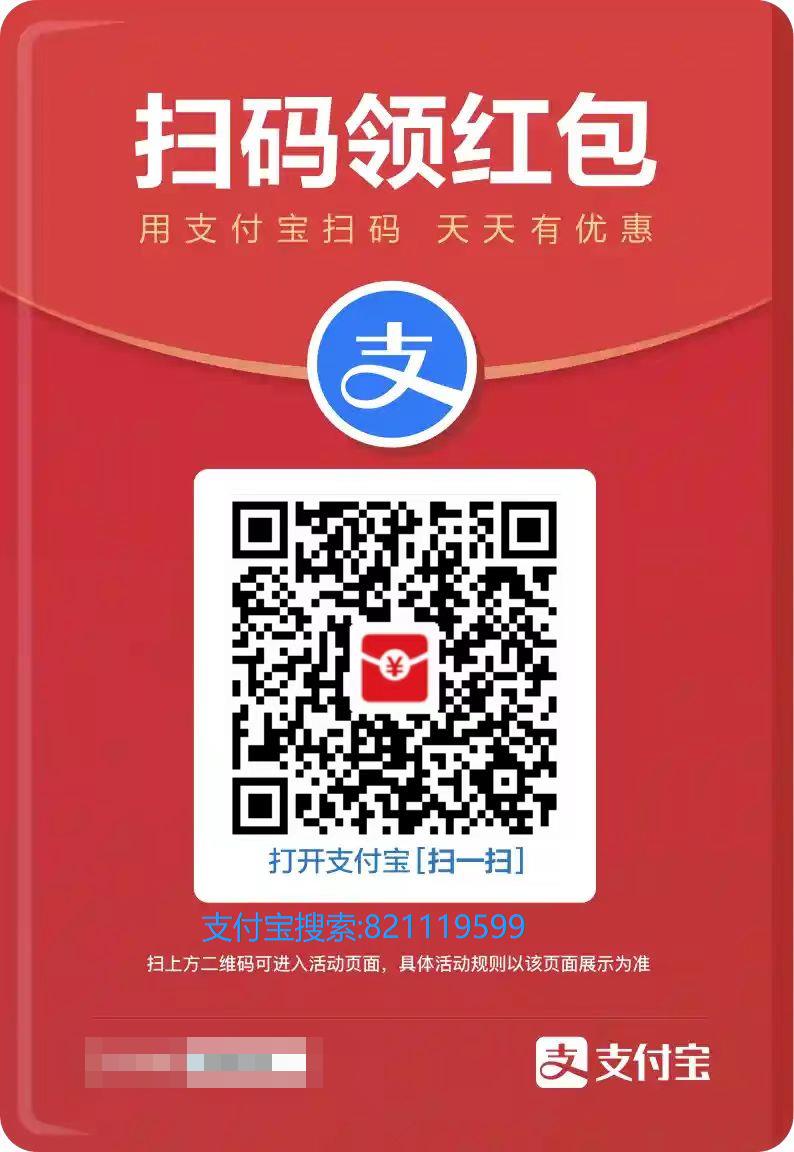 扫码领红包
用支付宝扫码 天天有优惠
支
¥
打开支付宝[扫一扫]
支付宝搜索:821119599
扫上方二维码可进入活动页面，具体活动规则以该页面展示为准
支 支付宝